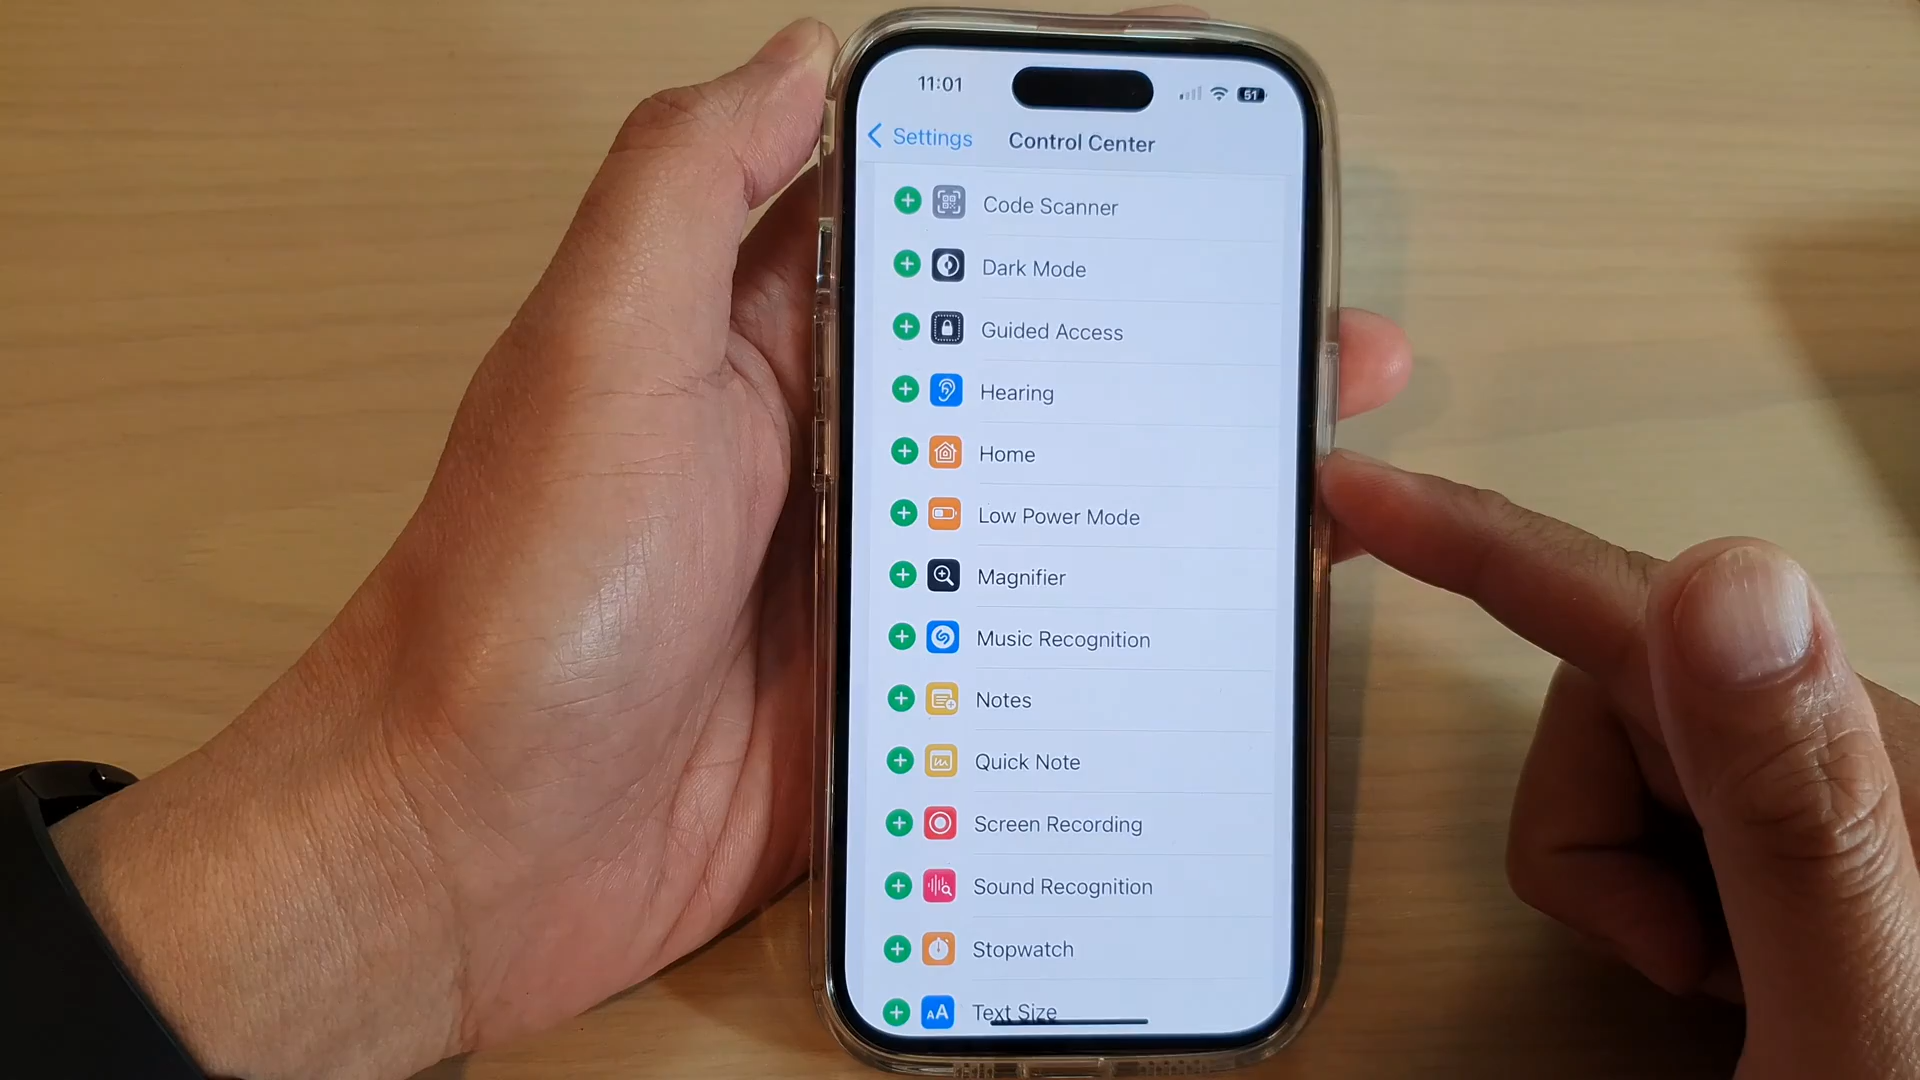 11:01
51
Settings
Control Center
Code Scanner
Dark Mode
Guided Access
Hearing
Home
Low Power Mode
Magnifier
Music Recognition
Notes
Quick Note
Screen Recording
Sound Recognition
Stopwatch
AA Text Size